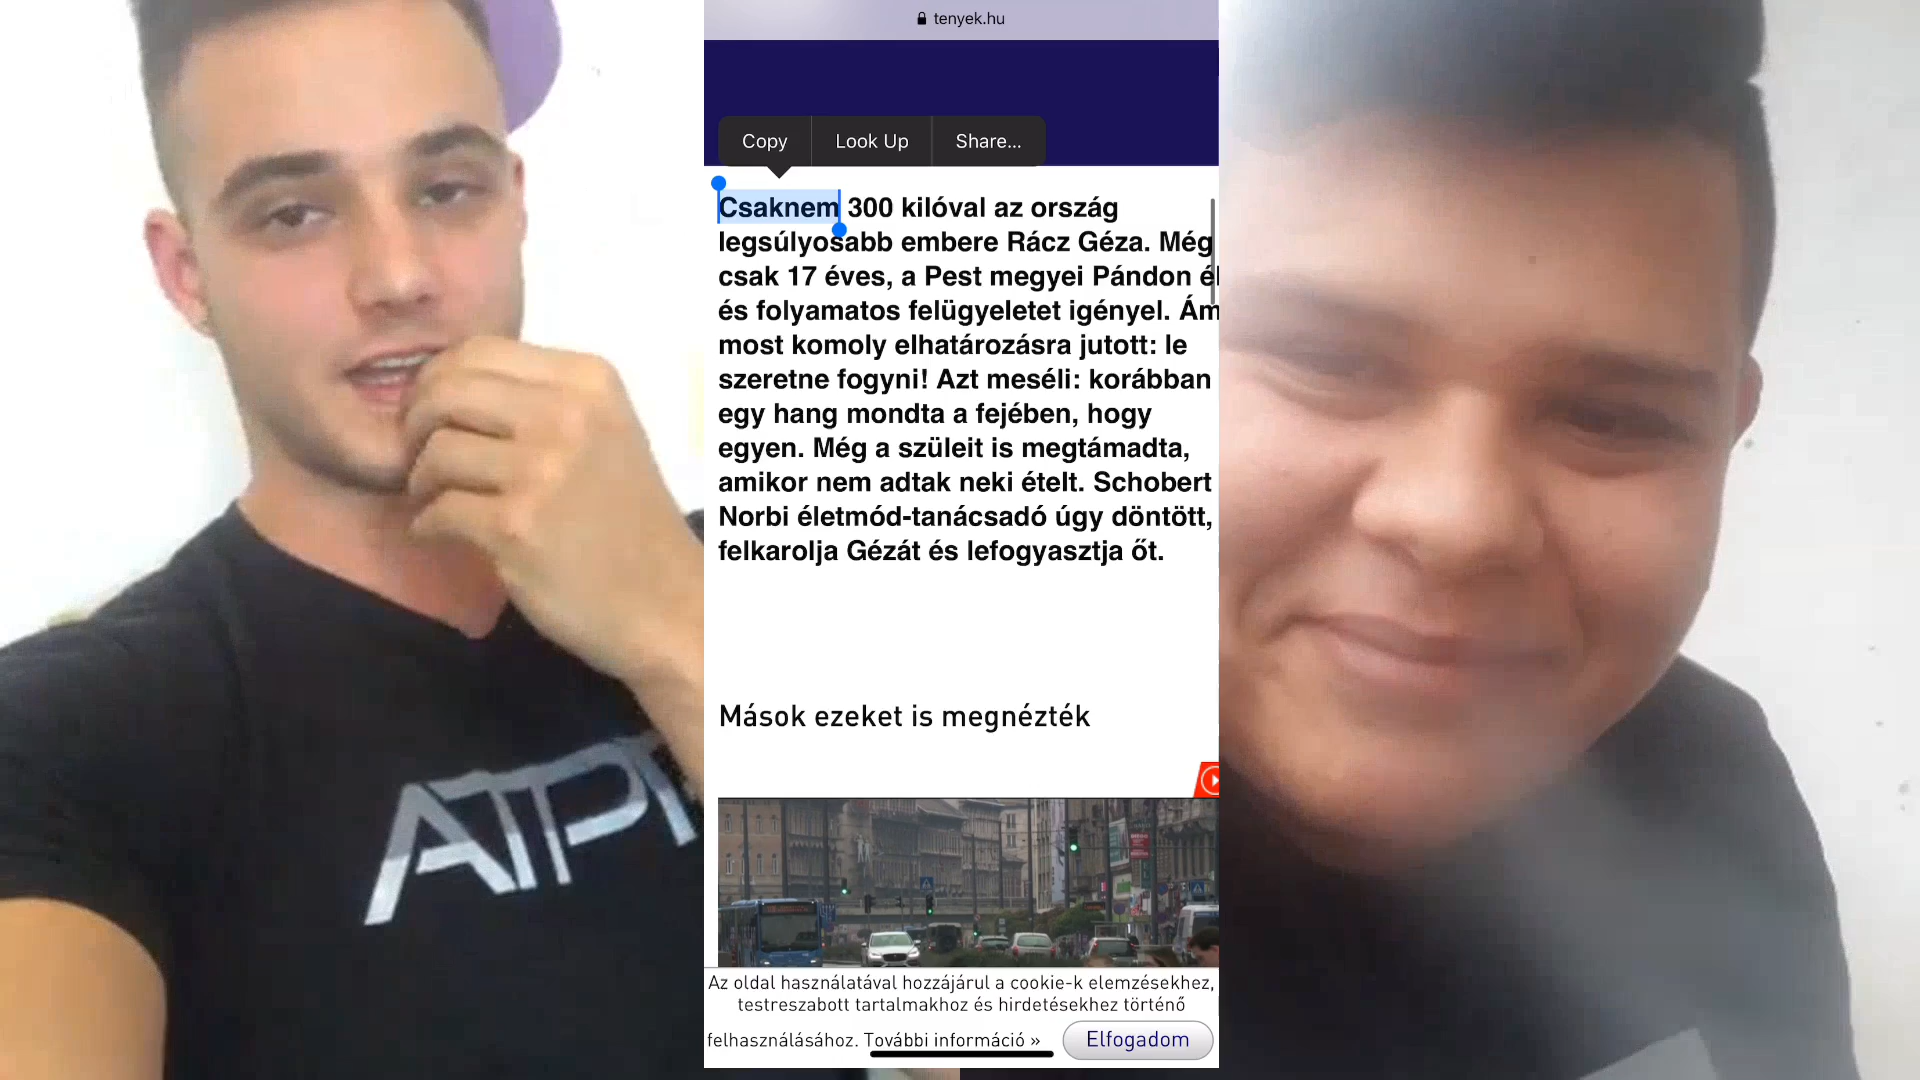 tenyek.hu
Copy
Look Up
Share...
Csaknem 300 kilóval az ország
legsúlyosabb embere Rácz Géza. Még
csak 17 éves, a Pest megyei Pándon él
és folyamatos felügyeletet igényel. Ám
most komoly elhatározásra jutott: le
szeretne fogyni! Azt meséli: korábban
egy hang mondta a fejében, hogy
egyen. Még a szüleit is megtámadta,
amikor nem adtak neki ételt. Schobert
Norbi életmód-tanácsadó úgy döntött,
felkarolja Gézát és lefogyasztja őt.
Mások ezeket is megnézték
Az oldal használatával hozzájárul a cookie-k elemzésekhez,
testreszabott tartalmakhoz és hirdetésekhez történő
felhasználásához. További információ »
Elfogadom